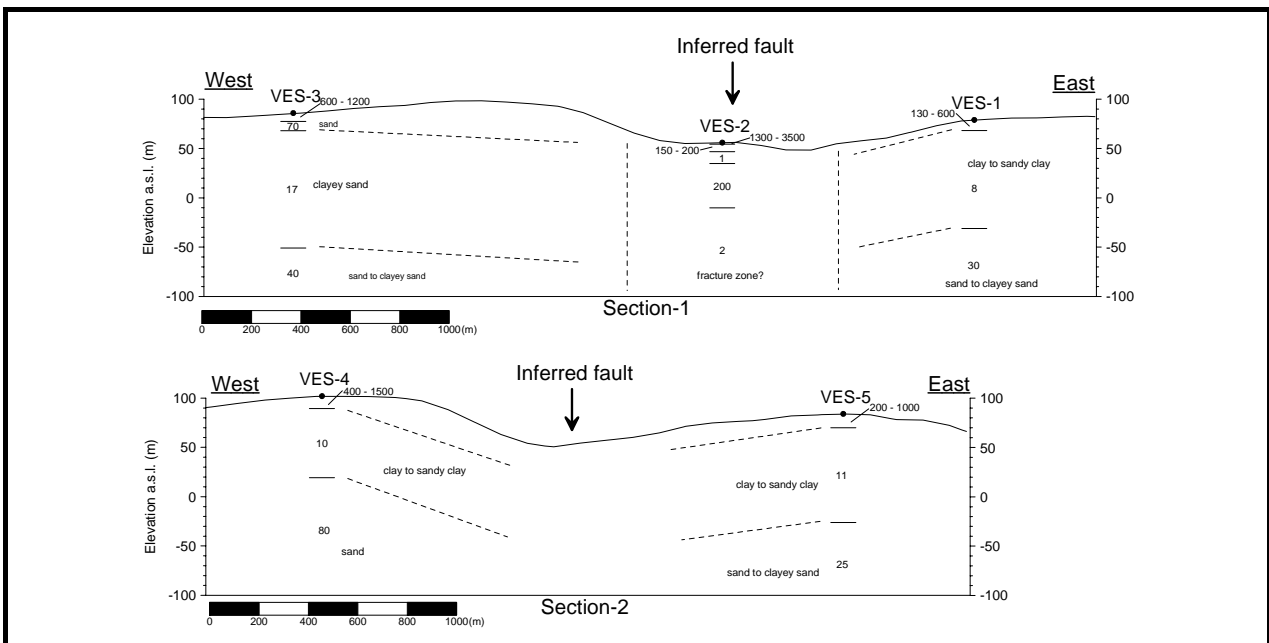 Inferred fault
West
East
VES-3
600 - 1200
VES-1
130 - 600
VES-2
1300 - 3500
150 - 200
100
50
0
-50
-100
Elevation a.s.l. (m)
70
sand
17
clayey sand
40
sand to clayey sand
1
200
2
fracture zone?
clay to sandy clay
8
30
sand to clayey sand
100
50
0
-50
-100
Section-1
0 200 400 600 800 1000(m)
Inferred fault
West
East
VES-4
400 - 1500
VES-5
200 - 1000
100
50
0
-50
-100
Elevation a.s.l. (m)
10
clay to sandy clay
80
sand
clay to sandy clay
11
sand to clayey sand
25
100
50
0
-50
-100
Section-2
0 200 400 600 800 1000(m)